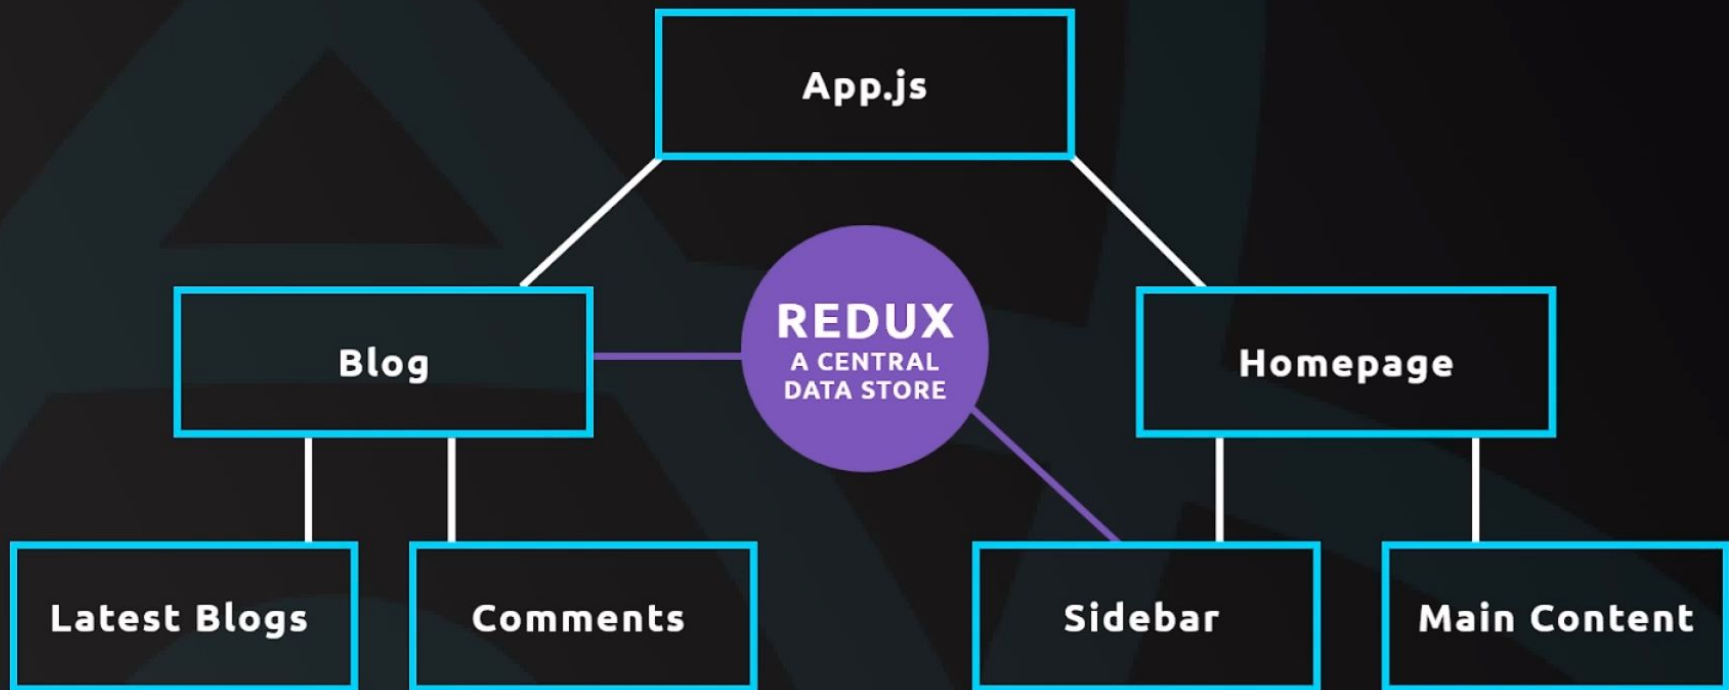 App.js
REDUX
A CENTRAL
DATA STORE
Blog
Homepage
Latest Blogs
Comments
Sidebar
Main Content